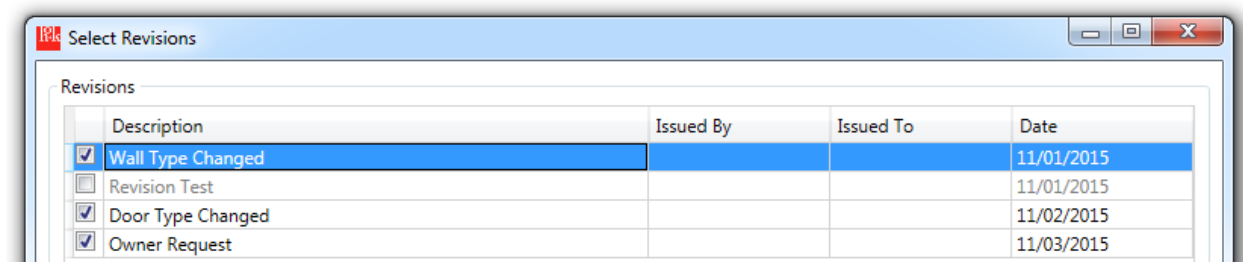 Select Revisions
Revisions
Description Issued By Issued To Date
Wall Type Changed 11/01/2015
Revision Test 11/01/2015
Door Type Changed 11/02/2015
Owner Request 11/03/2015